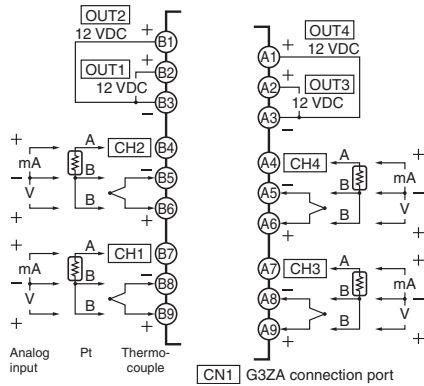 OUT2
12 VDC
+
B1
OUT1
+
12 VDC
B2
B3
−
A
CH2
B4
+
mA
−
V
+
B
−
B5
B
+
B6
A
CH1
B7
+
mA
−
V
+
B
−
B8
B
+
B9
Analog input
Pt
Thermo-
couple
OUT4
+
12 VDC
A1
+
OUT3
A2
12 VDC
A3
−
A4
CH4
A
+
mA
−
V
+
A5
−
B
A6
+
B
A7
CH3
A
+
mA
−
V
+
A8
−
B
A9
+
B
CN1 G3ZA connection port